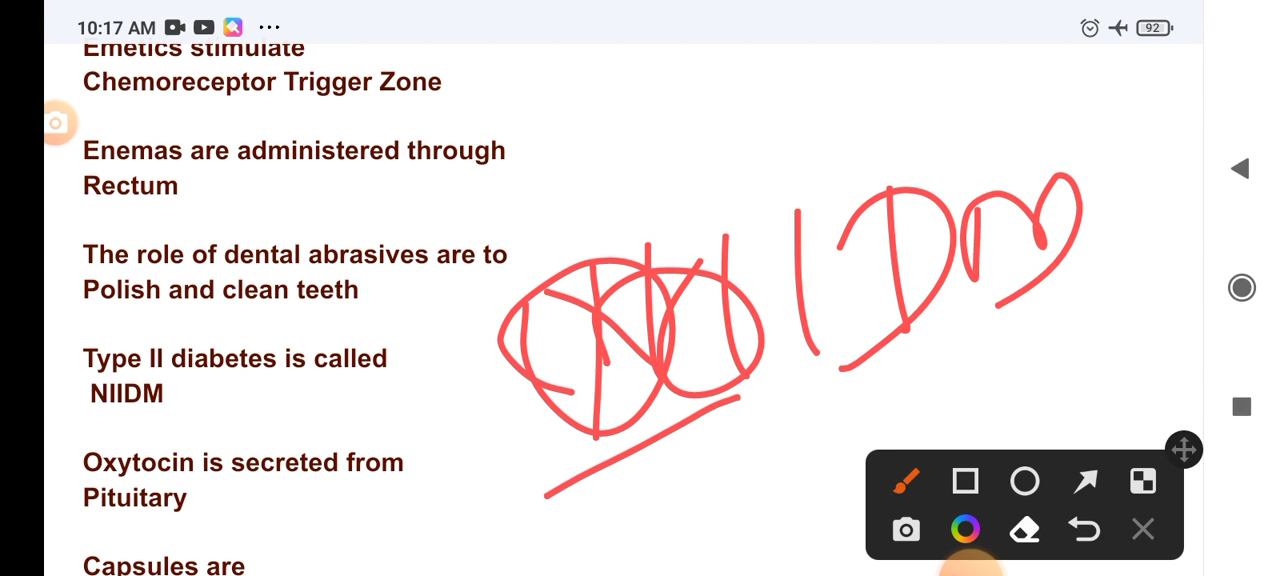 10:17 AM ...
92
Emetics stimulate
Chemoreceptor Trigger Zone
Enemas are administered through
Rectum
The role of dental abrasives are to
Polish and clean teeth
Type II diabetes is called
NIIDM
Oxytocin is secreted from
Pituitary
Capsules are